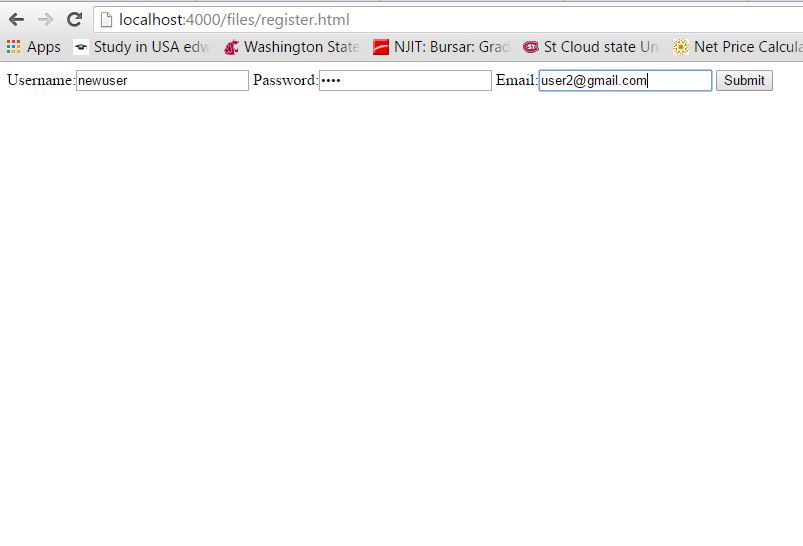 localhost:4000/files/register.html
Apps Study in USA edw Washington State NJIT: Bursar: Grad St Cloud state Un Net Price Calcula
Username: newuser Password: •••• Email: user2@gmail.com Submit